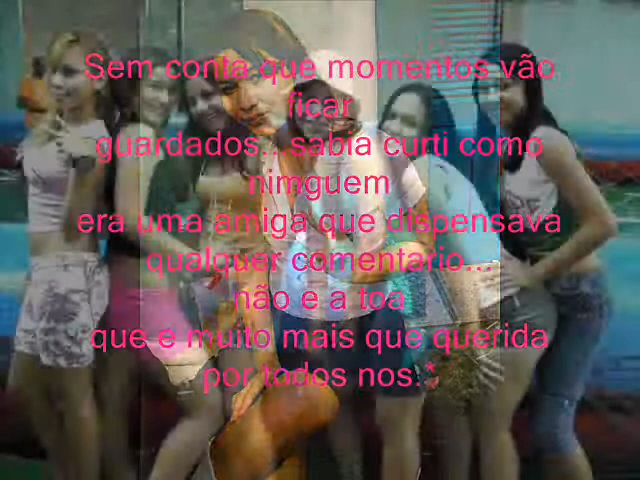 Sem conta que momentos vão
ficar
guardados... sabia curti como
nimguem
era uma amiga que dispensava
qualquer comentario...
não e a toa
que e muito mais que querida
por todos nos.*